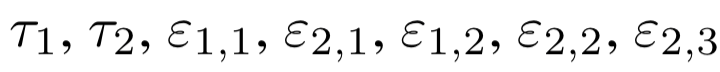 τ₁, τ₂, ε₁,₁, ε₂,₁, ε₁,₂, ε₂,₂, ε₂,₃